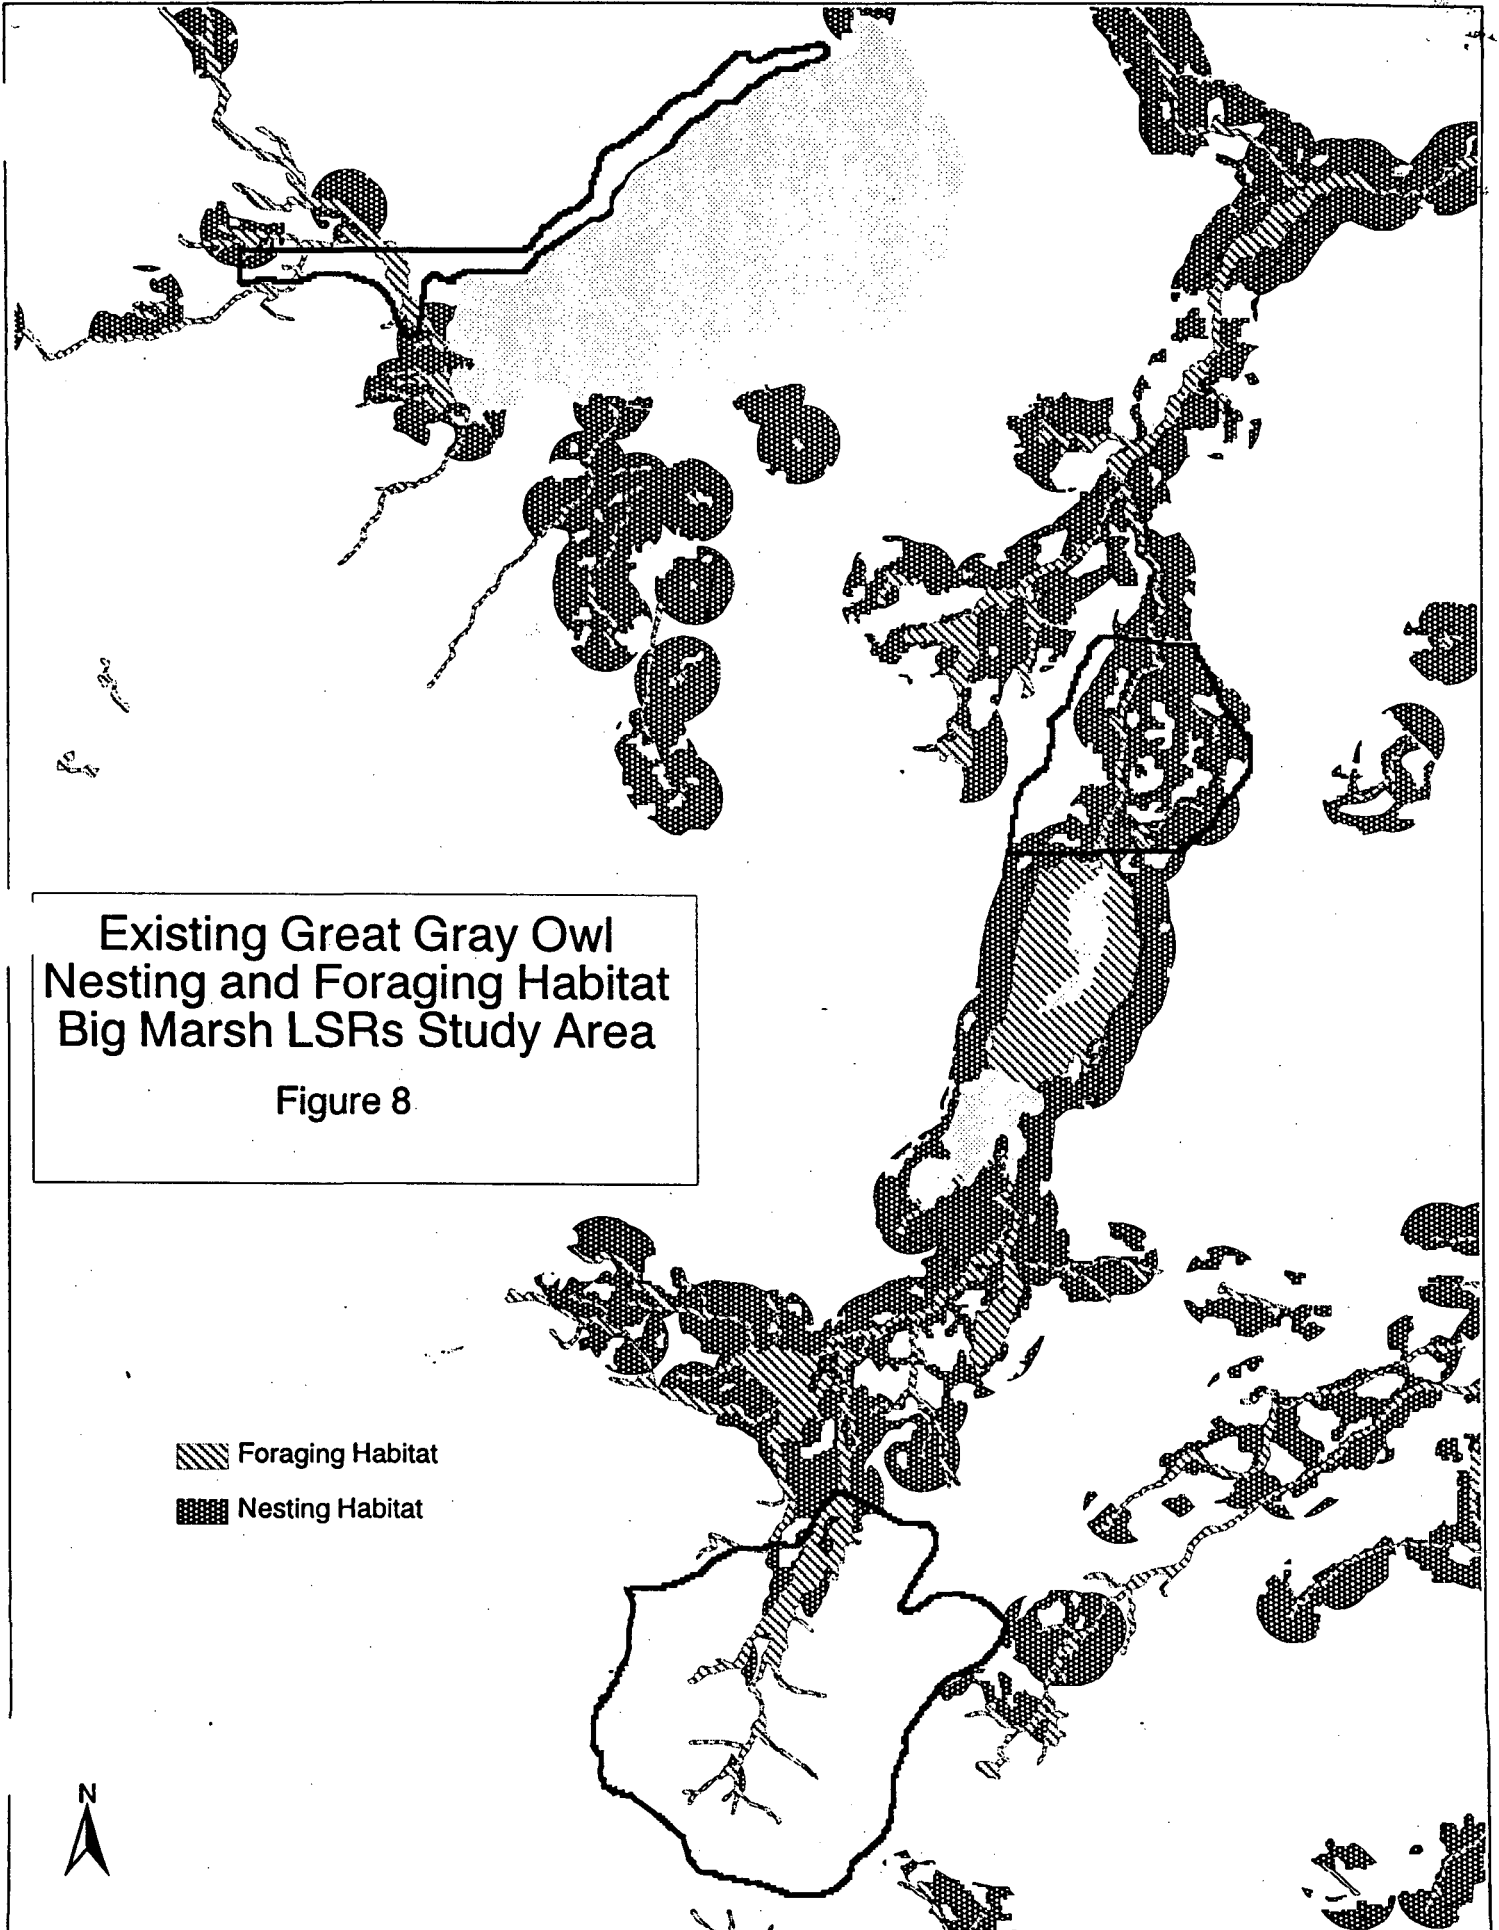 Existing Great Gray Owl
Nesting and Foraging Habitat
Big Marsh LSRs Study Area
Figure 8
Foraging Habitat
Nesting Habitat
N